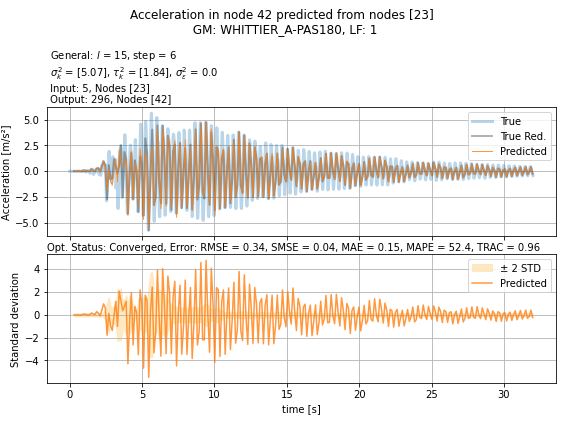 Acceleration in node 42 predicted from nodes [23]
GM: WHITTIER_A-PAS180, LF: 1
General: l = 15, step = 6
σ²ₖ = [5.07], τ²ₖ = [1.84], σ²ε = 0.0
Input: 5, Nodes [23]
Output: 296, Nodes [42]
Acceleration [m/s²]
5.0
2.5
0.0
−2.5
−5.0
True
True Red.
Predicted
Opt. Status: Converged, Error: RMSE = 0.34, SMSE = 0.04, MAE = 0.15, MAPE = 52.4, TRAC = 0.96
Standard deviation
4
2
0
−2
−4
± 2 STD
Predicted
0 5 10 15 20 25 30
time [s]